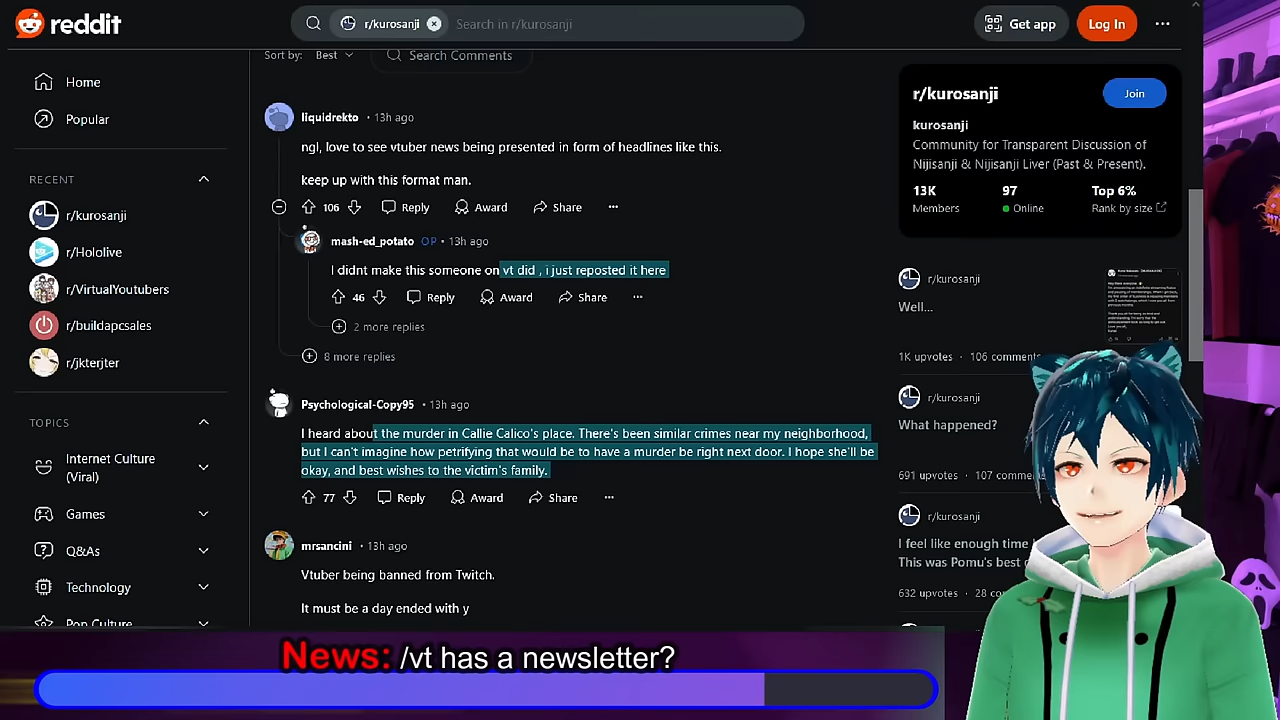 reddit
r/kurosanji
Search in r/kurosanji
Get app
Log In
Home
Popular
RECENT
r/kurosanji
r/Hololive
r/VirtualYoutubers
r/buildapcsales
r/jkterjter
TOPICS
Internet Culture
(Viral)
Games
Q&As
Technology
Pop Culture
Sort by: Best
Search Comments
liquidrekto • 13h ago
ngl, love to see vtuber news being presented in form of headlines like this.
keep up with this format man.
106 Reply Award Share
mash-ed_potato OP • 13h ago
I didnt make this someone on vt did , i just reposted it here
46 Reply Award Share
2 more replies
8 more replies
Psychological-Copy95 • 13h ago
I heard about the murder in Callie Calico's place. There's been similar crimes near my neighborhood,
but I can't imagine how petrifying that would be to have a murder be right next door. I hope she'll be
okay, and best wishes to the victim's family.
77 Reply Award Share
mrsancini • 13h ago
Vtuber being banned from Twitch.
It must be a day ended with y
r/kurosanji
Join
kurosanji
Community for Transparent Discussion of
Nijisanji & Nijisanji Liver (Past & Present).
13K 97 Top 6%
Members Online Rank by size
r/kurosanji
Well...
1K upvotes • 106 comments
r/kurosanji
What happened?
691 upvotes • 107 commen
r/kurosanji
I feel like enough time
This was Pomu's best
632 upvotes • 28 co
News: /vt has a newsletter?